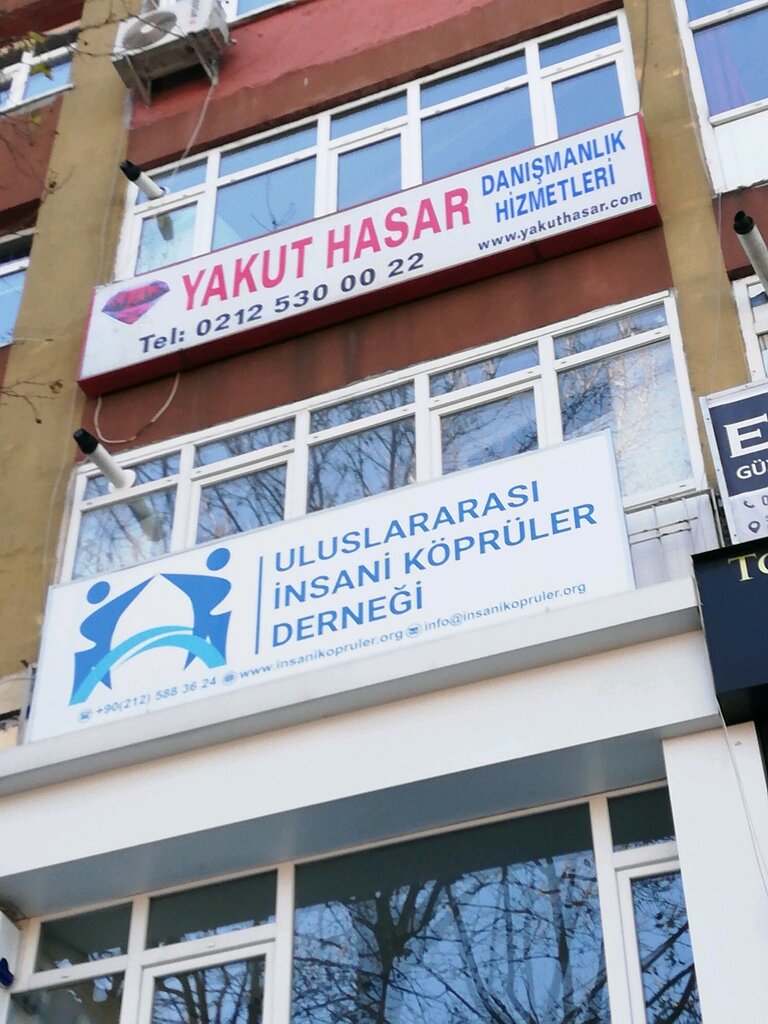 YAKUT HASAR
DANIŞMANLIK
HİZMETLERİ
Tel: 0212 530 00 22
www.yakuthasar.com
ULUSLARARASI
İNSANİ KÖPRÜLER
DERNEĞİ
+90(212) 588 36 24 www.insanikopruler.org info@insanikopruler.org
E
GÜ
T